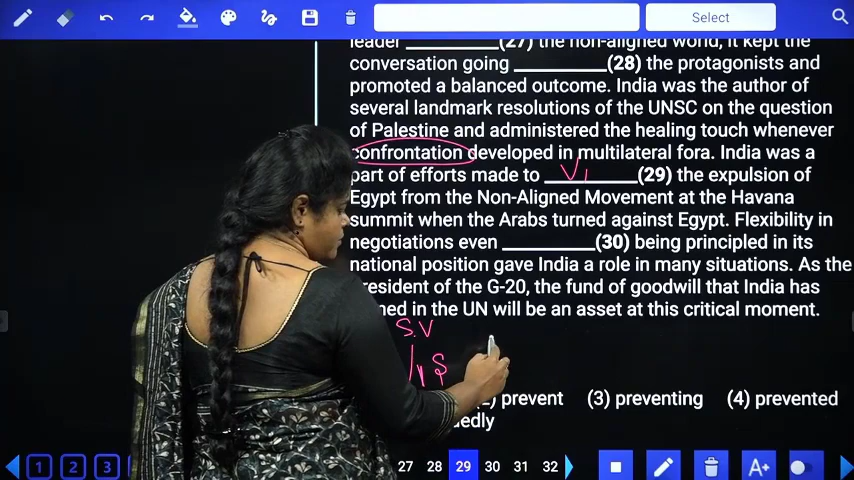 Select
leader __________(27) the non-aligned world, it kept the
conversation going __________(28) the protagonists and
promoted a balanced outcome. India was the author of
several landmark resolutions of the UNSC on the question
of Palestine and administered the healing touch whenever
confrontation developed in multilateral fora. India was a
part of efforts made to __________(29) the expulsion of
V1
Egypt from the Non-Aligned Movement at the Havana
summit when the Arabs turned against Egypt. Flexibility in
negotiations even __________(30) being principled in its
national position gave India a role in many situations. As the
president of the G-20, the fund of goodwill that India has
in the UN will be an asset at this critical moment.
S.V
prevent (3) preventing (4) prevented
1 2 3 27 28 29 30 31 32 A+